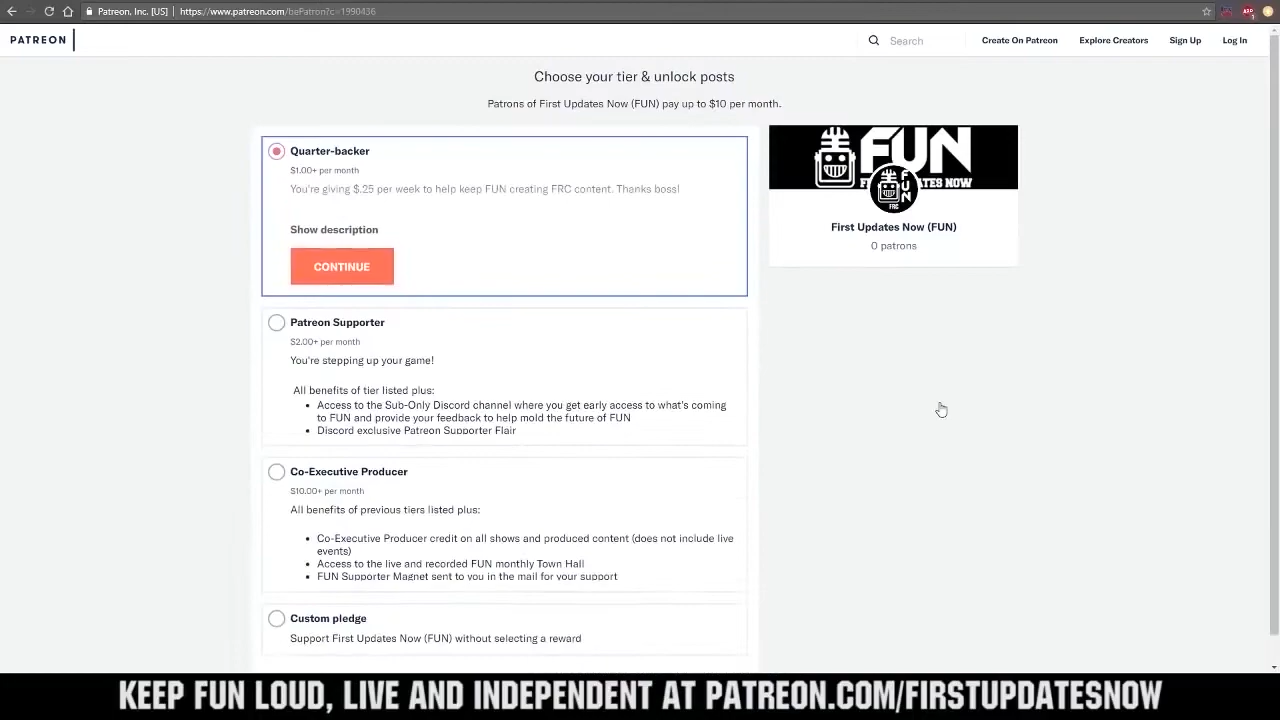 Patreon, Inc. [US] | https://www.patreon.com/bePatron?c=1990436
PATREON
Search
Create On Patreon
Explore Creators
Sign Up
Log In
Choose your tier & unlock posts
Patrons of First Updates Now (FUN) pay up to $10 per month.
Quarter-backer
$1.00+ per month
You're giving $.25 per week to help keep FUN creating FRC content. Thanks boss!
Show description
CONTINUE
FUN
FIRST UPDATES NOW
FUN
FRC
First Updates Now (FUN)
0 patrons
Patreon Supporter
$2.00+ per month
You're stepping up your game!
All benefits of tier listed plus:
• Access to the Sub-Only Discord channel where you get early access to what's coming
to FUN and provide your feedback to help mold the future of FUN
• Discord exclusive Patreon Supporter Flair
Co-Executive Producer
$10.00+ per month
All benefits of previous tiers listed plus:
• Co-Executive Producer credit on all shows and produced content (does not include live
events)
• Access to the live and recorded FUN monthly Town Hall
• FUN Supporter Magnet sent to you in the mail for your support
Custom pledge
Support First Updates Now (FUN) without selecting a reward
KEEP FUN LOUD, LIVE AND INDEPENDENT AT PATREON.COM/FIRSTUPDATESNOW